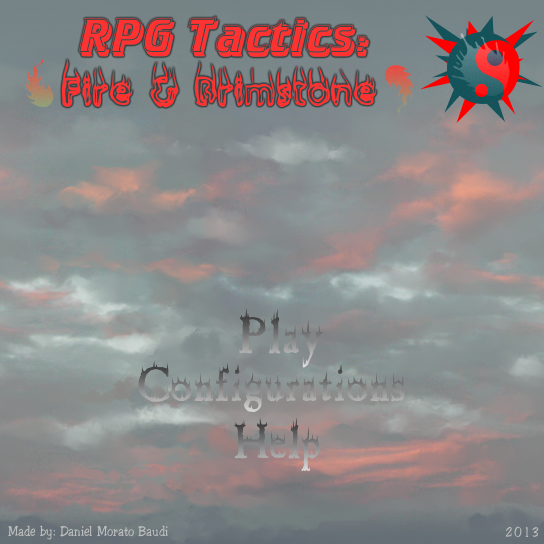 RPG Tactics:
Fire & Brimstone
Play
Configurations
Help
Made by: Daniel Morato Baudi
2013